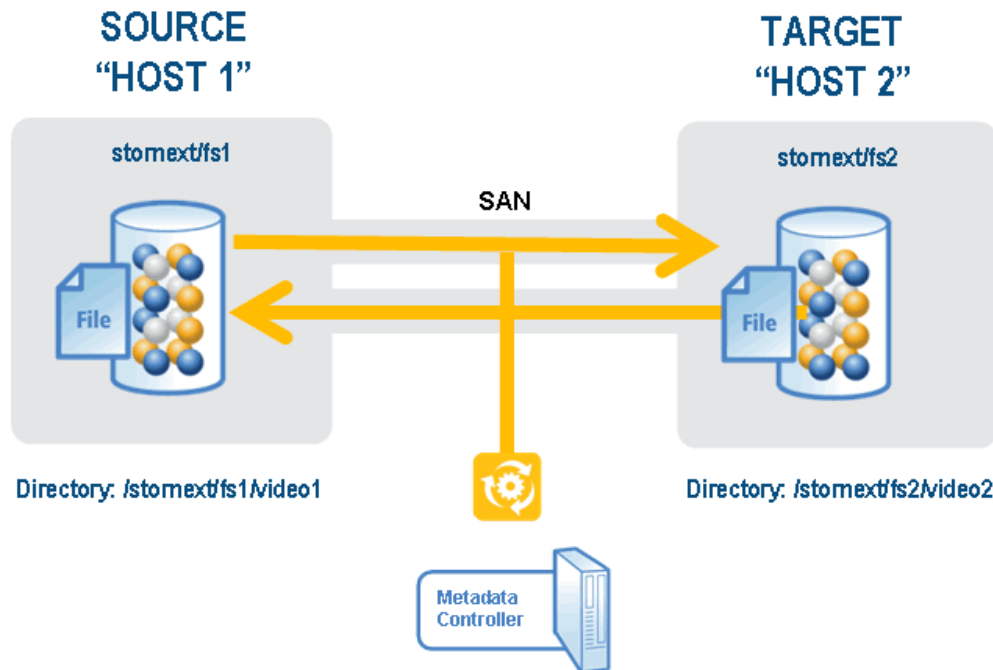 SOURCE
“HOST 1”
TARGET
“HOST 2”
stornext/fs1
stornext/fs2
SAN
File
File
Directory: /stornext/fs1/video1
Directory: /stornext/fs2/video2
Metadata
Controller